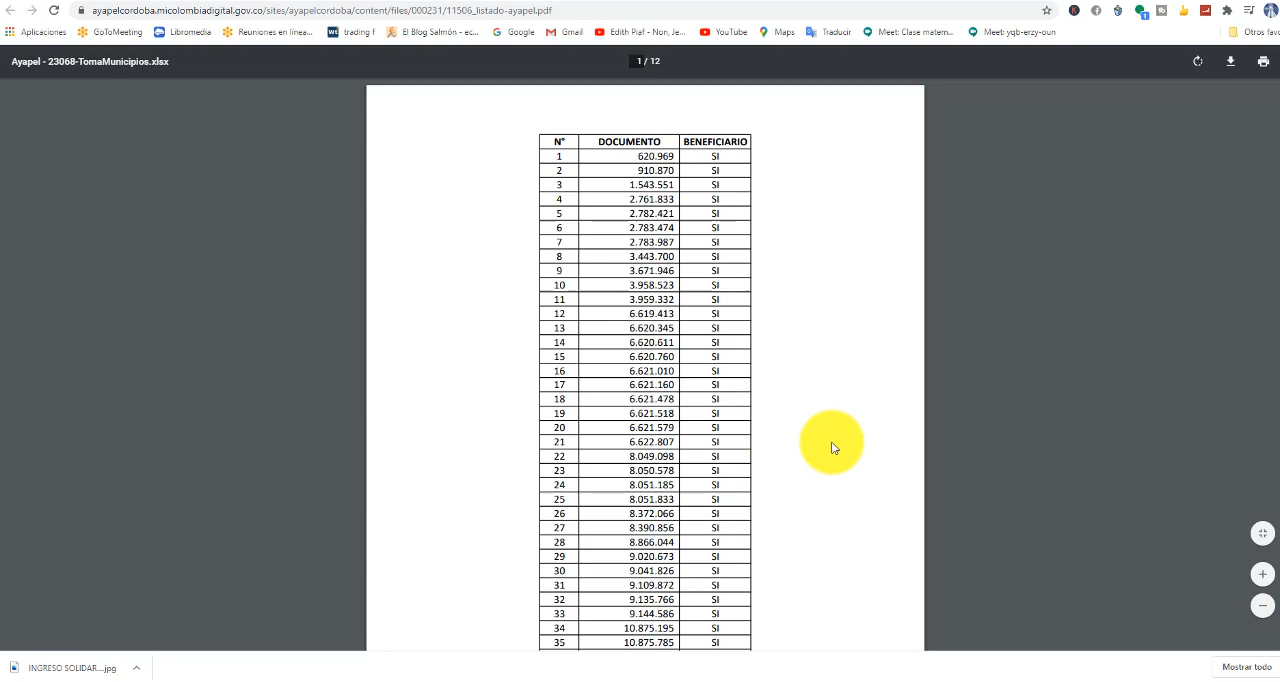 ayapelcordoba.micolombiadigital.gov.co/sites/ayapelcordoba/content/files/000231/11506_listado-ayapel.pdf
Aplicaciones GoToMeeting Libromedia Reuniones en línea... trading f El Blog Salmón - ec... Google Gmail Edith Piaf - Non, Je... YouTube Maps Traducir Meet: Clase matem... Meet: yqb-erzy-oun Otros favo
Ayapel - 23068-TomaMunicipios.xlsx 1 / 12
N° DOCUMENTO BENEFICIARIO
1 620.969 SI
2 910.870 SI
3 1.543.551 SI
4 2.761.833 SI
5 2.782.421 SI
6 2.783.474 SI
7 2.783.987 SI
8 3.443.700 SI
9 3.671.946 SI
10 3.958.523 SI
11 3.959.332 SI
12 6.619.413 SI
13 6.620.345 SI
14 6.620.611 SI
15 6.620.760 SI
16 6.621.010 SI
17 6.621.160 SI
18 6.621.478 SI
19 6.621.518 SI
20 6.621.579 SI
21 6.622.807 SI
22 8.049.098 SI
23 8.050.578 SI
24 8.051.185 SI
25 8.051.833 SI
26 8.372.066 SI
27 8.390.856 SI
28 8.866.044 SI
29 9.020.673 SI
30 9.041.826 SI
31 9.109.872 SI
32 9.135.766 SI
33 9.144.586 SI
34 10.875.195 SI
35 10.875.785 SI
INGRESO SOLIDAR....jpg Mostrar todo